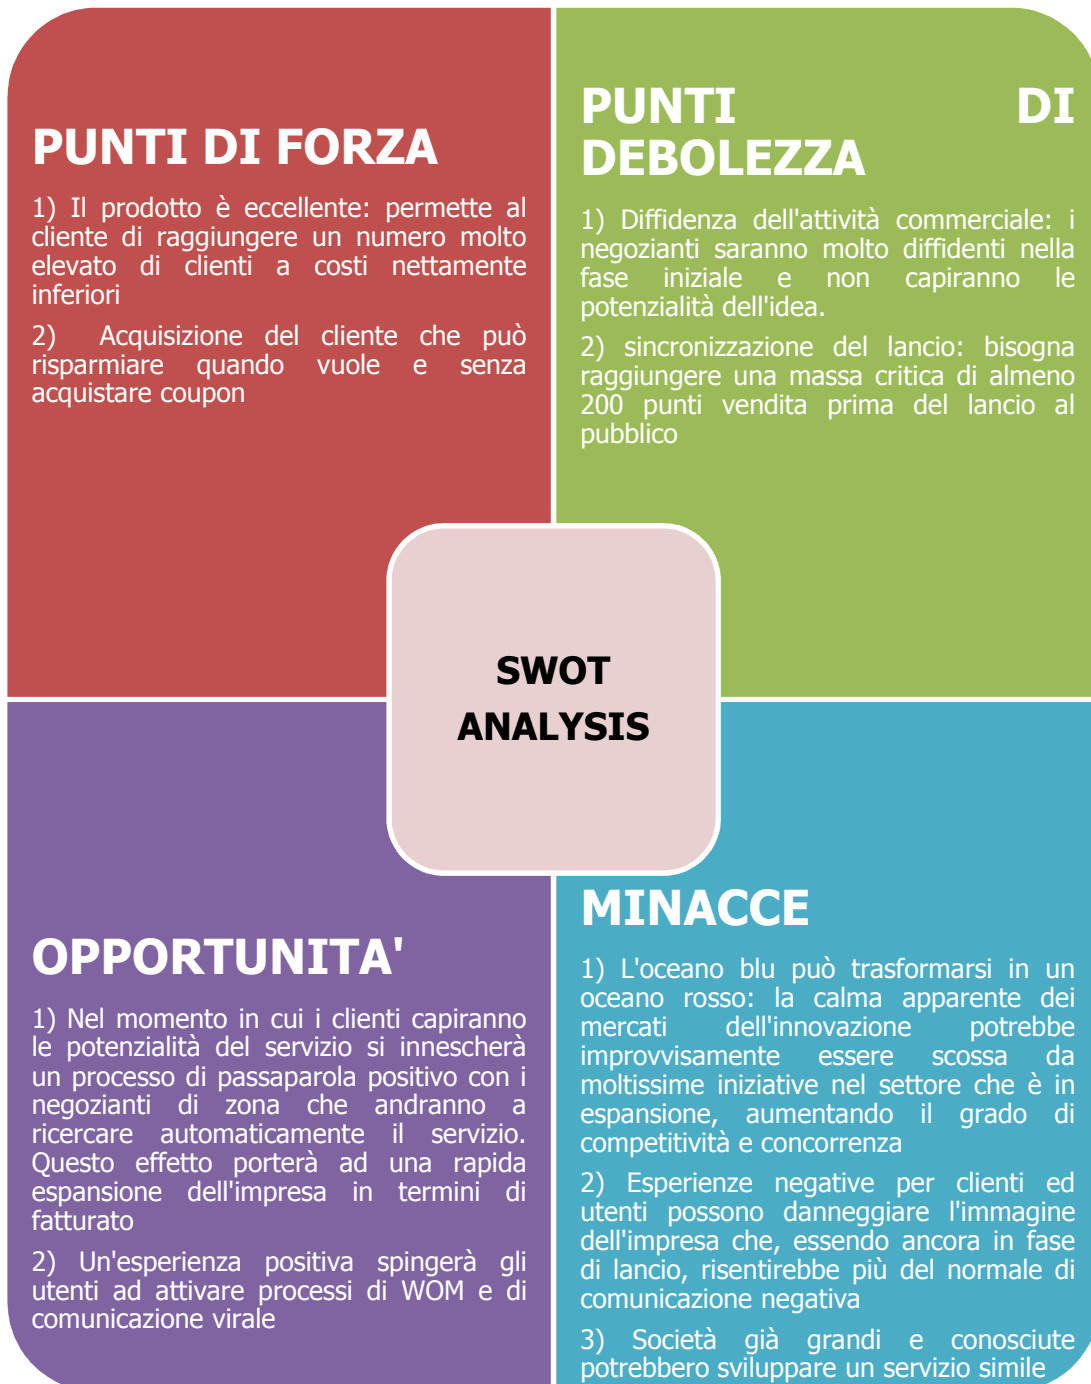 PUNTI DI FORZA
1) Il prodotto è eccellente: permette al
cliente di raggiungere un numero molto
elevato di clienti a costi nettamente
inferiori
2) Acquisizione del cliente che può
risparmiare quando vuole e senza
acquistare coupon
PUNTI DI
DEBOLEZZA
1) Diffidenza dell'attività commerciale: i
negozianti saranno molto diffidenti nella
fase iniziale e non capiranno le
potenzialità dell'idea.
2) sincronizzazione del lancio: bisogna
raggiungere una massa critica di almeno
200 punti vendita prima del lancio al
pubblico
SWOT
ANALYSIS
OPPORTUNITA'
1) Nel momento in cui i clienti capiranno
le potenzialità del servizio si innescherà
un processo di passaparola positivo con i
negozianti di zona che andranno a
ricercare automaticamente il servizio.
Questo effetto porterà ad una rapida
espansione dell'impresa in termini di
fatturato
2) Un'esperienza positiva spingerà gli
utenti ad attivare processi di WOM e di
comunicazione virale
MINACCE
1) L'oceano blu può trasformarsi in un
oceano rosso: la calma apparente dei
mercati dell'innovazione potrebbe
improvvisamente essere scossa da
moltissime iniziative nel settore che è in
espansione, aumentando il grado di
competitività e concorrenza
2) Esperienze negative per clienti ed
utenti possono danneggiare l'immagine
dell'impresa che, essendo ancora in fase
di lancio, risentirebbe più del normale di
comunicazione negativa
3) Società già grandi e conosciute
potrebbero sviluppare un servizio simile